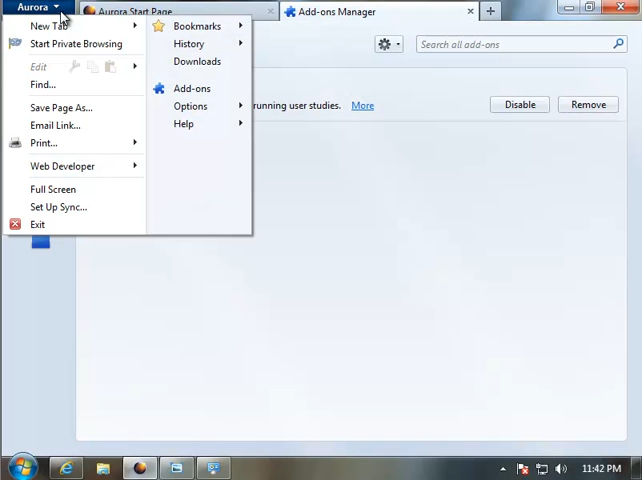 Aurora
Aurora Start Page
Add-ons Manager
New Tab
Start Private Browsing
Edit
Find...
Save Page As...
Email Link...
Print...
Web Developer
Full Screen
Set Up Sync...
Exit
Bookmarks
History
Downloads
Add-ons
Options
Help
Search all add-ons
running user studies.
More
Disable
Remove
11:42 PM